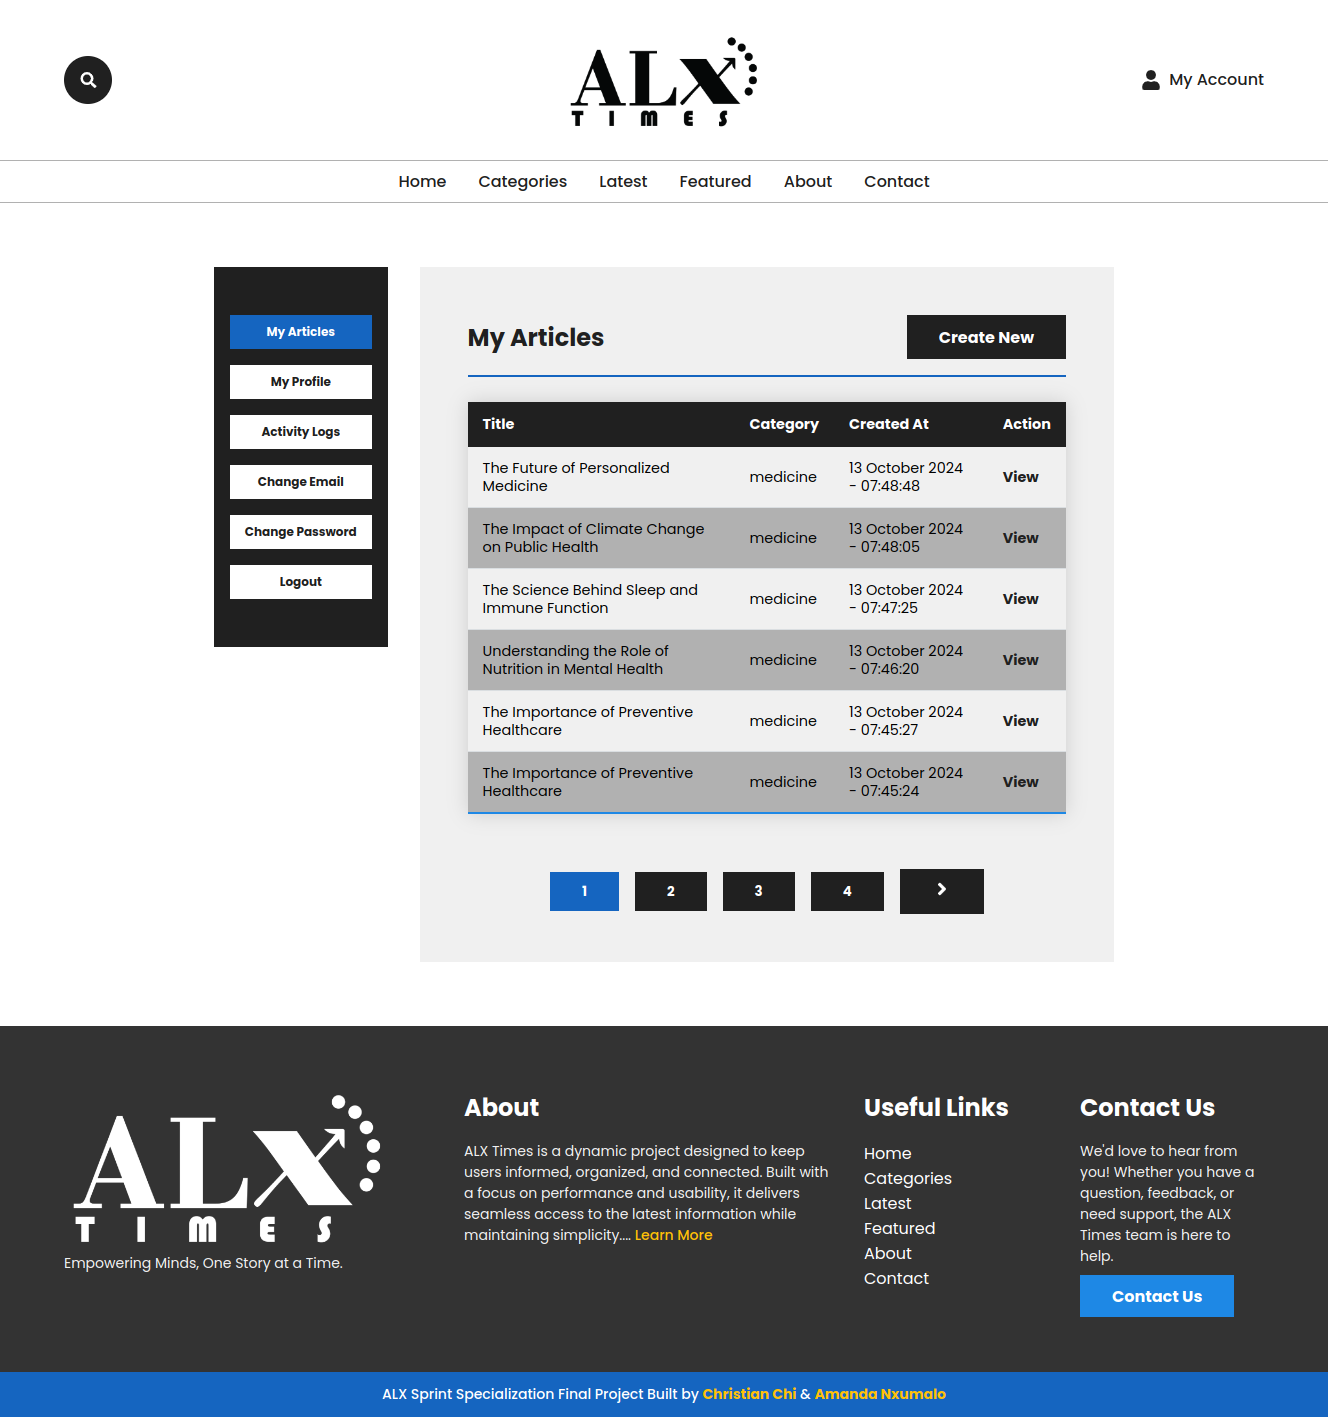 ALX
TIMES
My Account
Home Categories Latest Featured About Contact
My Articles
My Profile
Activity Logs
Change Email
Change Password
Logout
My Articles
Create New
Title Category Created At Action
The Future of Personalized
Medicine
medicine
13 October 2024
- 07:48:48
View
The Impact of Climate Change
on Public Health
medicine
13 October 2024
- 07:48:05
View
The Science Behind Sleep and
Immune Function
medicine
13 October 2024
- 07:47:25
View
Understanding the Role of
Nutrition in Mental Health
medicine
13 October 2024
- 07:46:20
View
The Importance of Preventive
Healthcare
medicine
13 October 2024
- 07:45:27
View
The Importance of Preventive
Healthcare
medicine
13 October 2024
- 07:45:24
View
1 2 3 4
ALX
TIMES
Empowering Minds, One Story at a Time.
About
ALX Times is a dynamic project designed to keep
users informed, organized, and connected. Built with
a focus on performance and usability, it delivers
seamless access to the latest information while
maintaining simplicity.... Learn More
Useful Links
Home
Categories
Latest
Featured
About
Contact
Contact Us
We'd love to hear from
you! Whether you have a
question, feedback, or
need support, the ALX
Times team is here to
help.
Contact Us
ALX Sprint Specialization Final Project Built by Christian Chi & Amanda Nxumalo